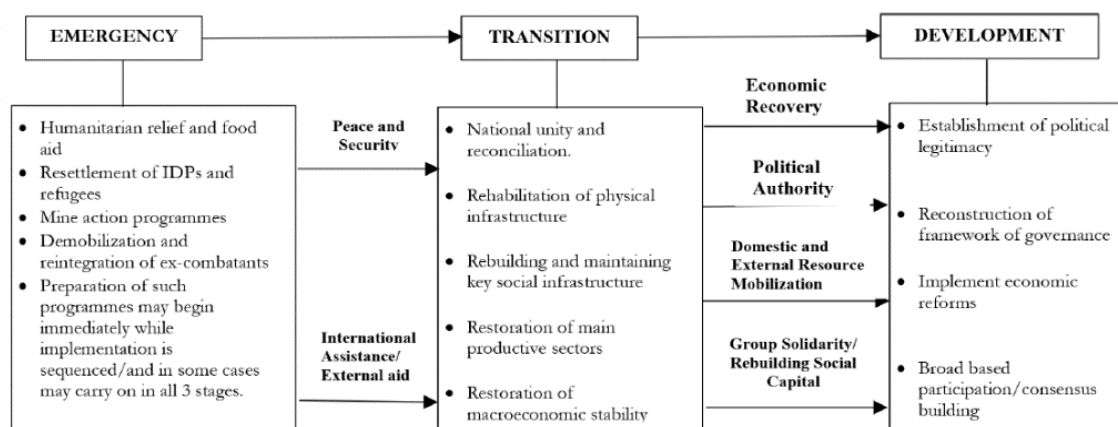 EMERGENCY
TRANSITION
DEVELOPMENT
• Humanitarian relief and food
aid
• Resettlement of IDPs and
refugees
• Mine action programmes
• Demobilization and
reintegration of ex-combatants
• Preparation of such
programmes may begin
immediately while
implementation is
sequenced/and in some cases
may carry on in all 3 stages.
Peace and
Security
International
Assistance/
External aid
• National unity and
reconciliation.
• Rehabilitation of physical
infrastructure
• Rebuilding and maintaining
key social infrastructure
• Restoration of main
productive sectors
• Restoration of
macroeconomic stability
Economic
Recovery
Political
Authority
Domestic and
External Resource
Mobilization
Group Solidarity/
Rebuilding Social
Capital
• Establishment of political
legitimacy
• Reconstruction of
framework of governance
• Implement economic
reforms
• Broad based
participation/consensus
building